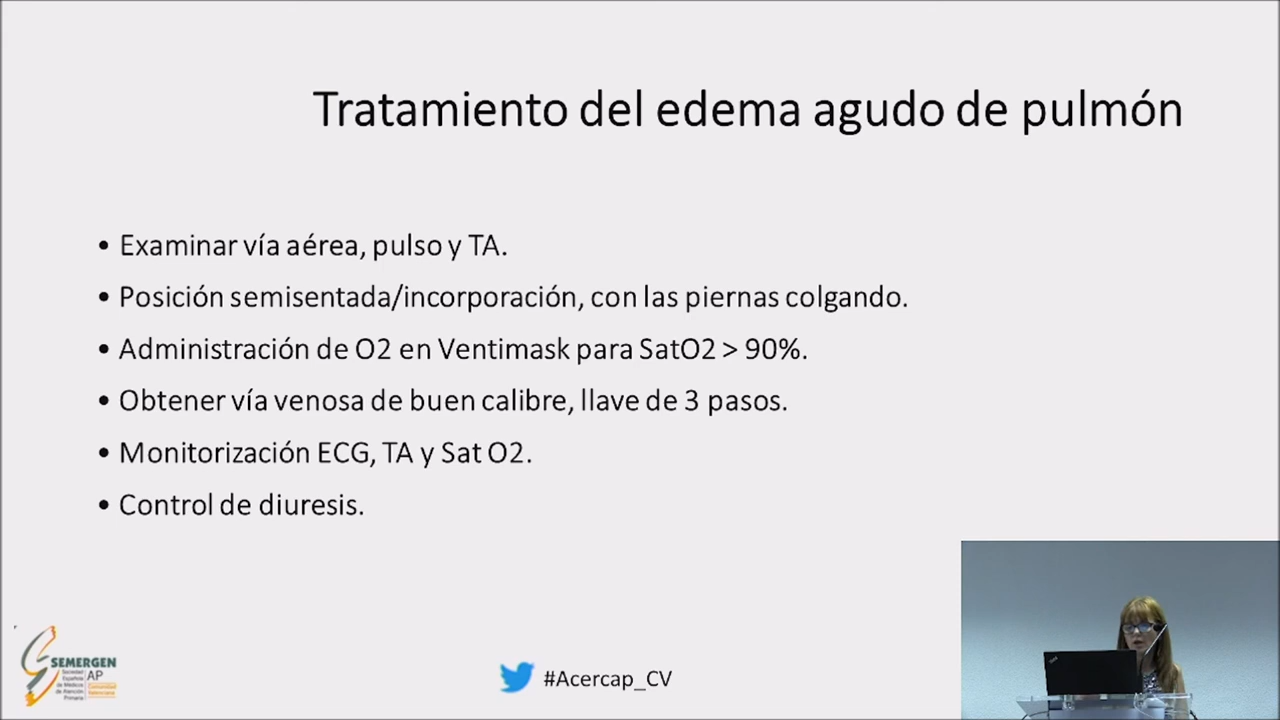 Tratamiento del edema agudo de pulmón
• Examinar vía aérea, pulso y TA.
• Posición semisentada/incorporación, con las piernas colgando.
• Administración de O2 en Ventimask para SatO2 > 90%.
• Obtener vía venosa de buen calibre, llave de 3 pasos.
• Monitorización ECG, TA y Sat O2.
• Control de diuresis.
SEMERGEN
AP
Sociedad
Española
de Médicos
de Atención
Primaria
Comunidad
Valenciana
#Acercap_CV